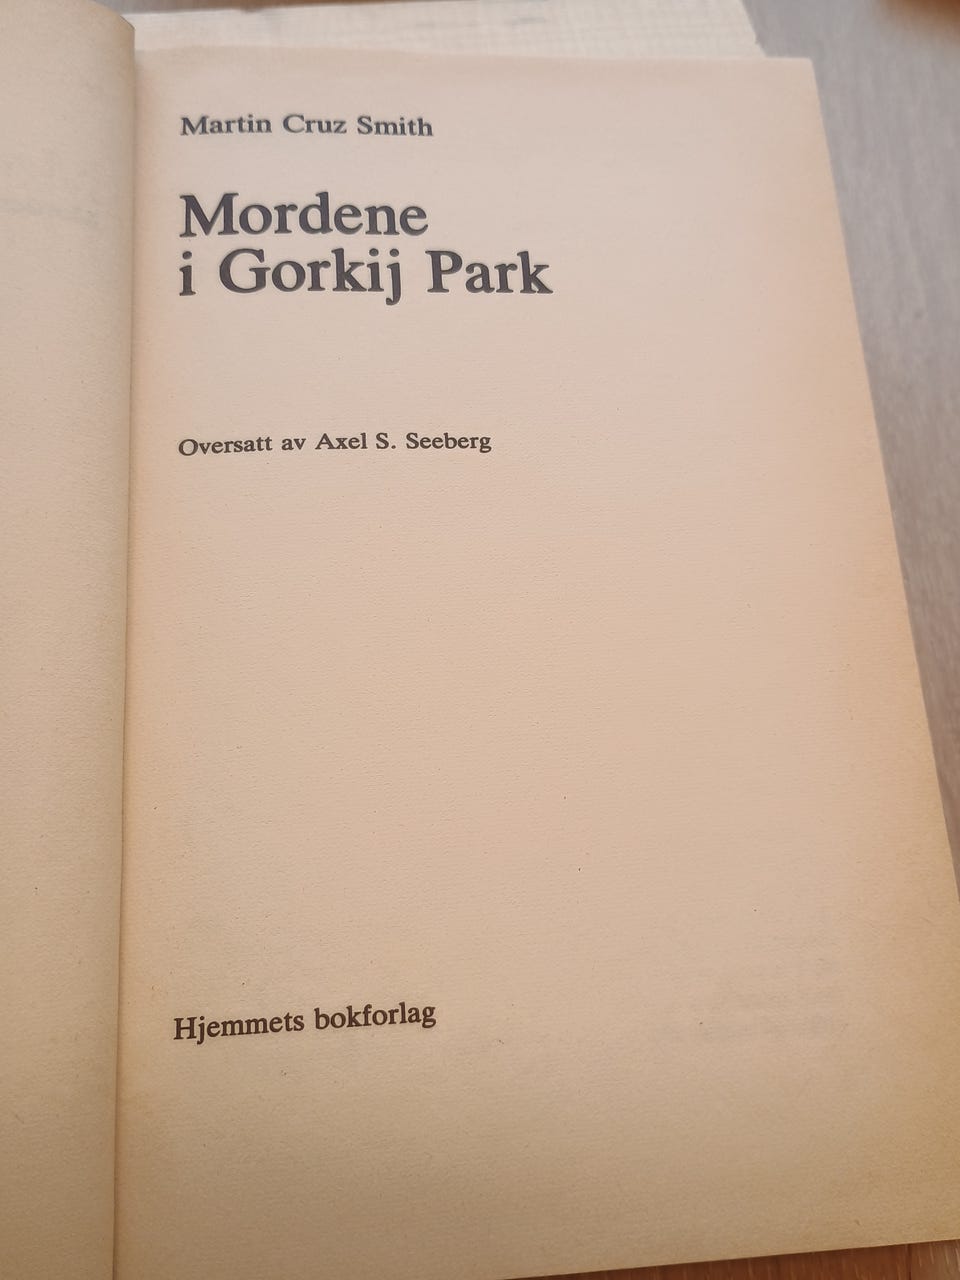 Martin Cruz Smith
Mordene
i Gorkij Park
Oversatt av Axel S. Seeberg
Hjemmets bokforlag